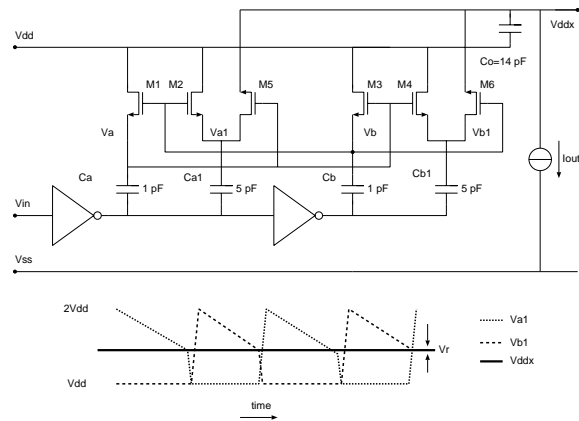 Vddx
Vdd
Co=14 pF
M1 M2 M5 M3 M4 M6
Va Va1 Vb Vb1
Iout
Ca Ca1 Cb Cb1
1 pF 5 pF 1 pF 5 pF
Vin
Vss
2Vdd
Vdd
Vr
Va1
Vb1
Vddx
time